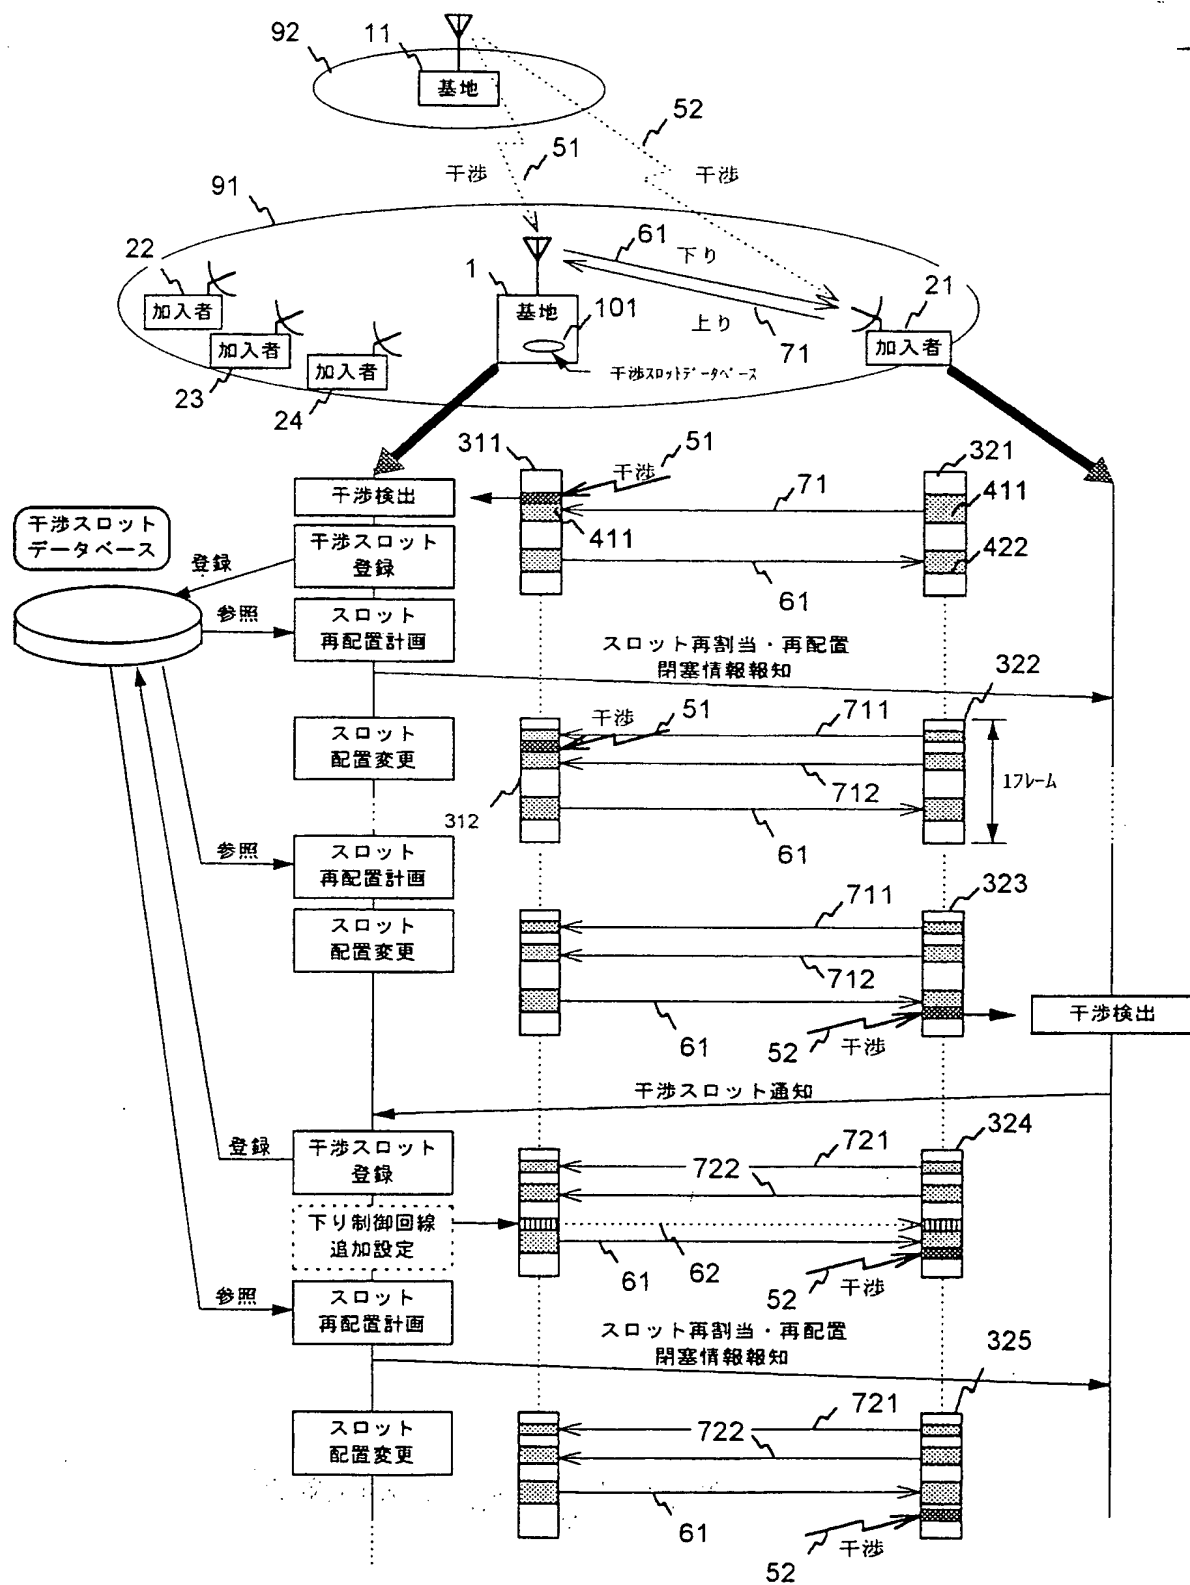 92
11
基地
52
51
干渉
干渉
91
22
加入者
加入者
23
加入者
24
1
基地
101
干渉スロットデータベース
61
下り
上り
71
21
加入者
311
干渉
51
321
干渉検出
71
411
411
422
61
干渉スロット
データベース
登録
干渉スロット
登録
参照
スロット
再配置計画
スロット再割当・再配置
閉塞情報報知
322
干渉
51
711
スロット
配置変更
712
1フレーム
312
61
参照
スロット
再配置計画
323
711
スロット
配置変更
712
61
52
干渉
干渉検出
干渉スロット通知
324
登録
干渉スロット
登録
721
722
下り制御回線
追加設定
61
62
52
干渉
参照
スロット
再配置計画
スロット再割当・再配置
閉塞情報報知
325
721
722
スロット
配置変更
61
52
干渉